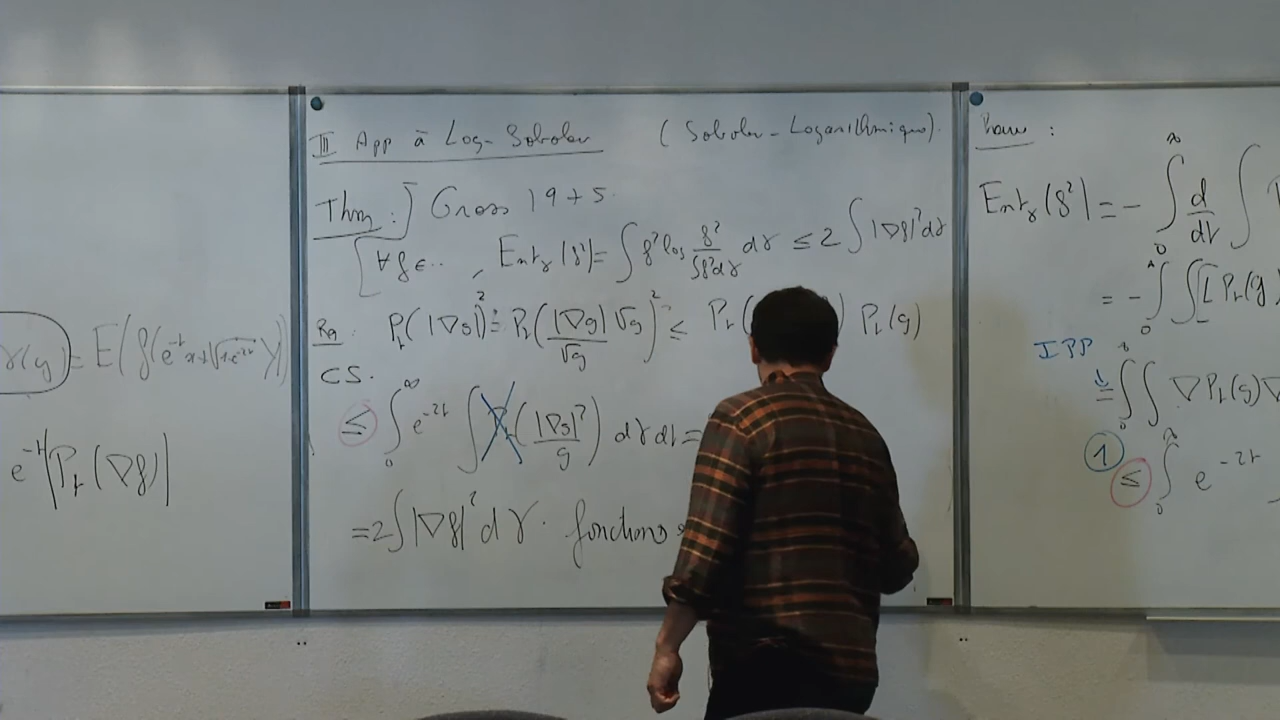 γ(y) = E(f(e^{-t}x+√(1-e^{-2t}) Y))
e^{-t}|P_t(∇f)|
III App à Log-Sobolev (Sobolev-Logarithmique).
Thm : Gross 1975.
∀ f ∈ .. , Ent_γ(f²) = ∫ f² log f²/∫f²dγ dγ ≤ 2 ∫ |∇f|² dγ
Rq : P_t(|∇g|)² = P_t(|∇g|/√g √g)² ≤ P_t( ) P_t(g)
CS.
≤ ∫_0^∞ e^{-2t} ∫ P_t(|∇g|²/g) dγ dt =
= 2 ∫ |∇f|² dγ. fonctions
Preuve :
Ent_γ(f²) = - ∫_0^∞ d/dt ∫
= - ∫_0^∞ ∫ L P_t(g)
IPP
= ∫_0^∞ ∫ ∇P_t(g) ∇
① ≤ ∫_0^∞ e^{-2t}